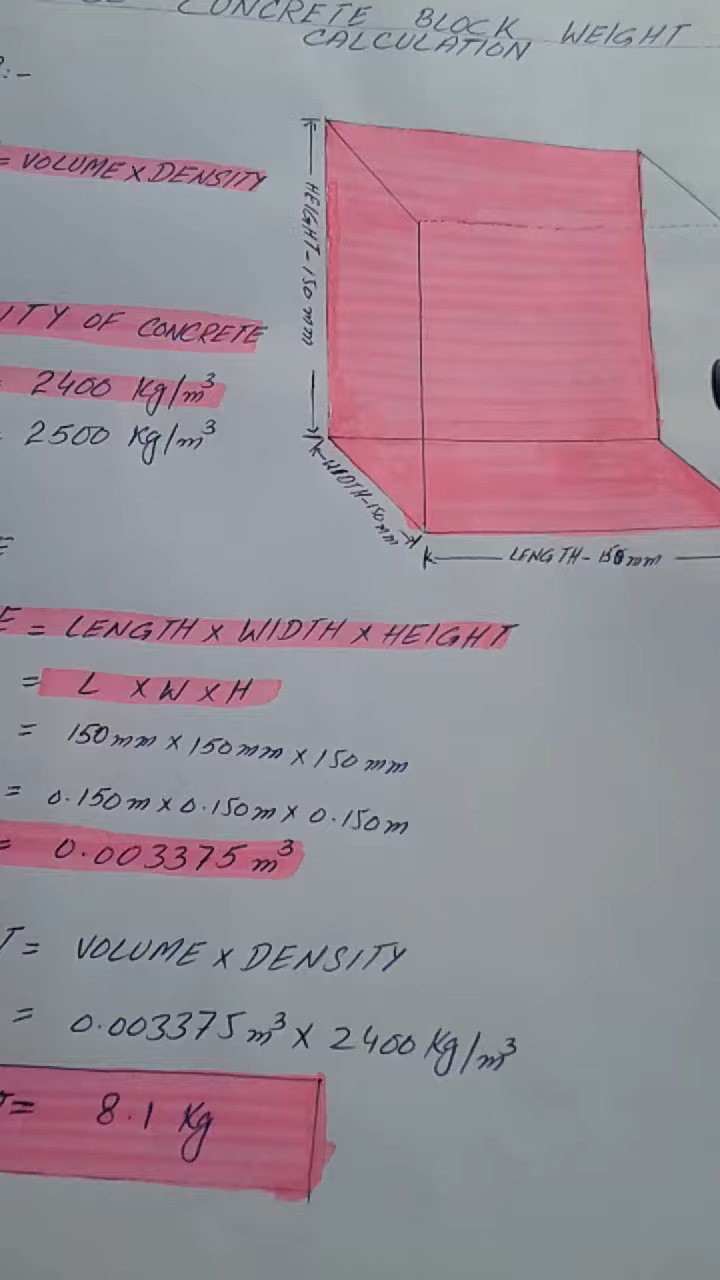 CONCRETE BLOCK WEIGHT
CALCULATION
:-
= VOLUME X DENSITY
ITY OF CONCRETE
2400 Kg/m³
2500 Kg/m³
HEIGHT-150 mm
WIDTH-150mm
LENGTH-150mm
E = LENGTH X WIDTH X HEIGHT
= L X W X H
= 150mm X 150mm X 150mm
= 0.150m X 0.150m X 0.150m
= 0.003375 m³
T = VOLUME X DENSITY
= 0.003375m³ X 2400 Kg/m³
T= 8.1 Kg